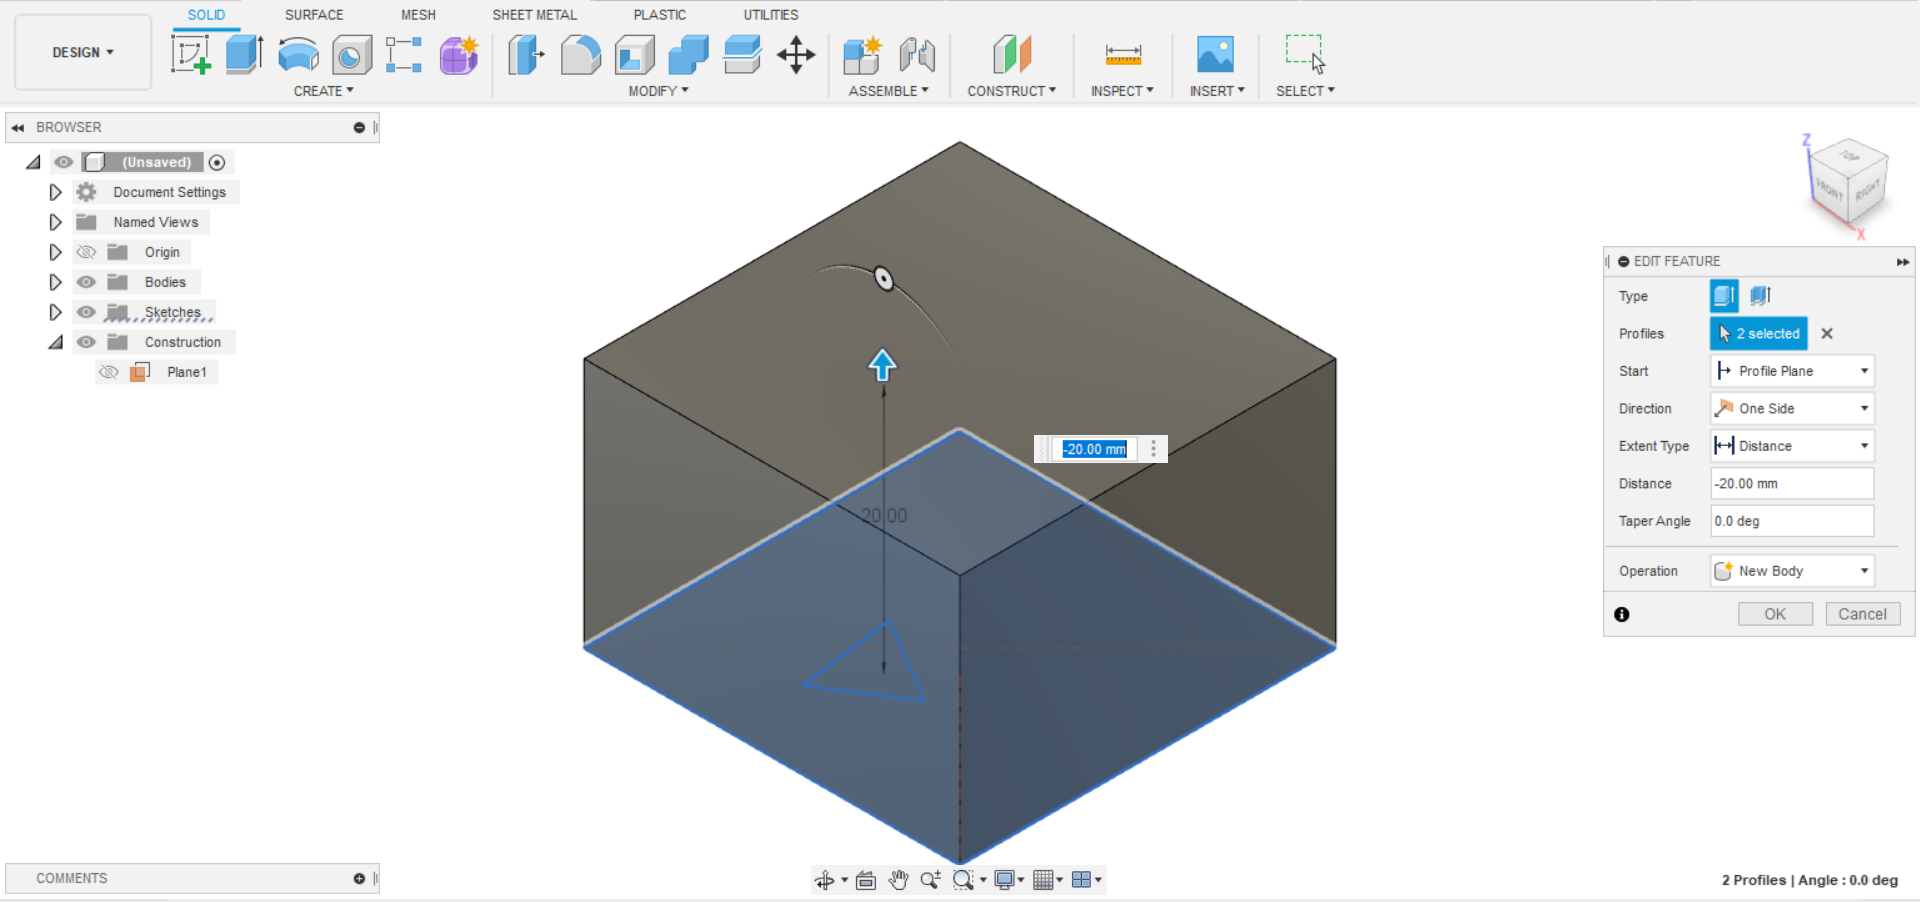 SOLID SURFACE MESH SHEET METAL PLASTIC UTILITIES
DESIGN
CREATE MODIFY ASSEMBLE CONSTRUCT INSPECT INSERT SELECT
BROWSER
(Unsaved)
Document Settings
Named Views
Origin
Bodies
Sketches
Construction
Plane1
Z
TOP
FRONT RIGHT
X
-20.00 mm
20.00
EDIT FEATURE
Type
Profiles 2 selected
Start Profile Plane
Direction One Side
Extent Type Distance
Distance -20.00 mm
Taper Angle 0.0 deg
Operation New Body
OK Cancel
COMMENTS
2 Profiles | Angle : 0.0 deg